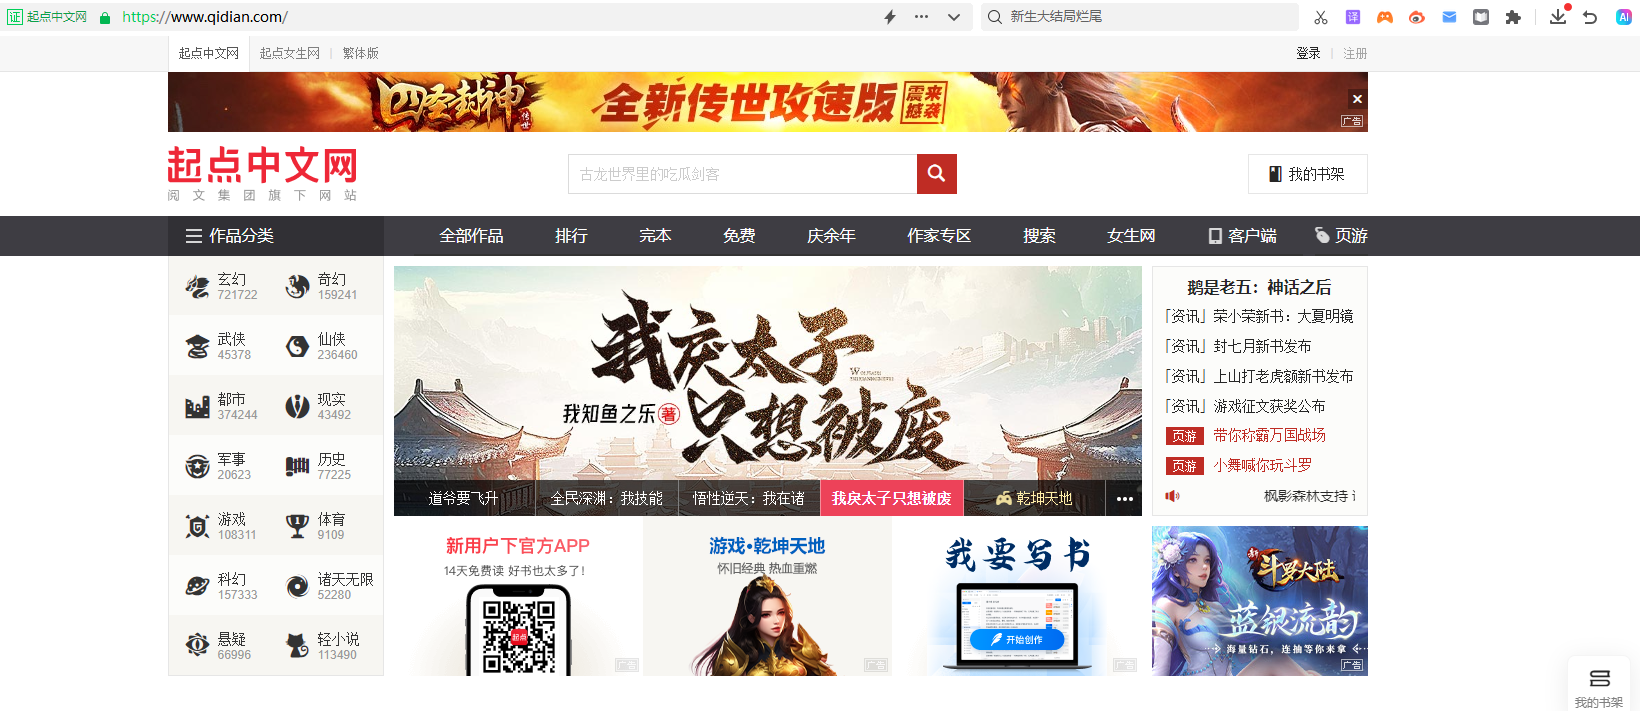 证 起点中文网 https://www.qidian.com/ 新生大结局烂尾 译 AI
起点中文网 起点女生网 繁体版 登录 注册
四圣封神 传世 全新传世攻速版 震撼来袭
广告
起点中文网
阅文集团旗下网站
古龙世界里的吃瓜剑客
我的书架
作品分类 全部作品 排行 完本 免费 庆余年 作家专区 搜索 女生网 客户端 页游
玄幻 奇幻
721722 159241
武侠 仙侠
45378 236460
都市 现实
374244 43492
军事 历史
20623 77225
游戏 体育
108311 9109
科幻 诸天无限
157333 52280
悬疑 轻小说
66996 113490
我戾太子
只想被废
我知鱼之乐 著
道爷要飞升 全民深渊：我技能 悟性逆天：我在诸 我戾太子只想被废 乾坤天地
鹅是老五：神话之后
「资讯」荣小荣新书：大夏明镜
「资讯」封七月新书发布
「资讯」上山打老虎额新书发布
「资讯」游戏征文获奖公布
页游 带你称霸万国战场
页游 小舞喊你玩斗罗
枫影森林支持
新用户下官方APP
14天免费读 好书也太多了!
起点
广告
游戏•乾坤天地
怀旧经典 热血重燃
广告
我要写书
开始创作
广告
新斗罗大陆
蓝银流韵
海量钻石，连抽等你来拿
广告
我的书架